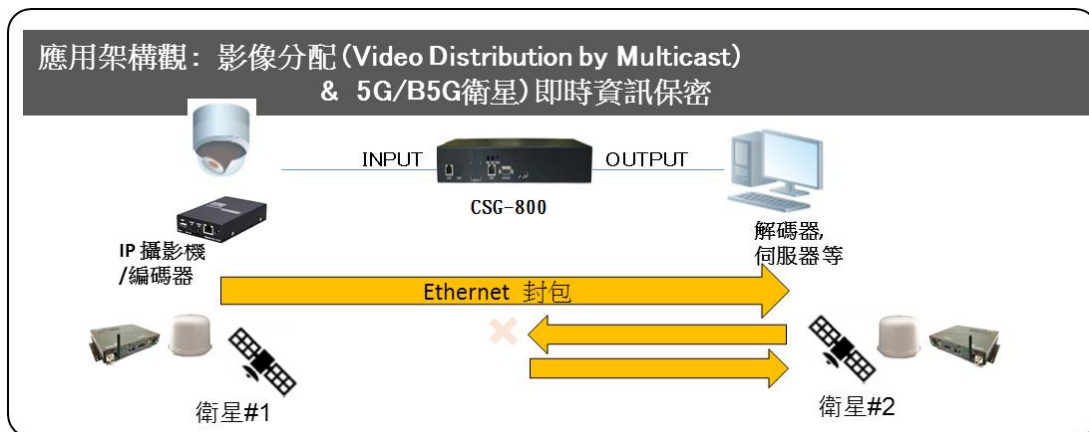 應用架構觀: 影像分配(Video Distribution by Multicast)
& 5G/B5G衛星)即時資訊保密
INPUT
OUTPUT
CSG-800
IP 攝影機
/編碼器
解碼器,
伺服器等
Ethernet 封包
衛星#1
衛星#2